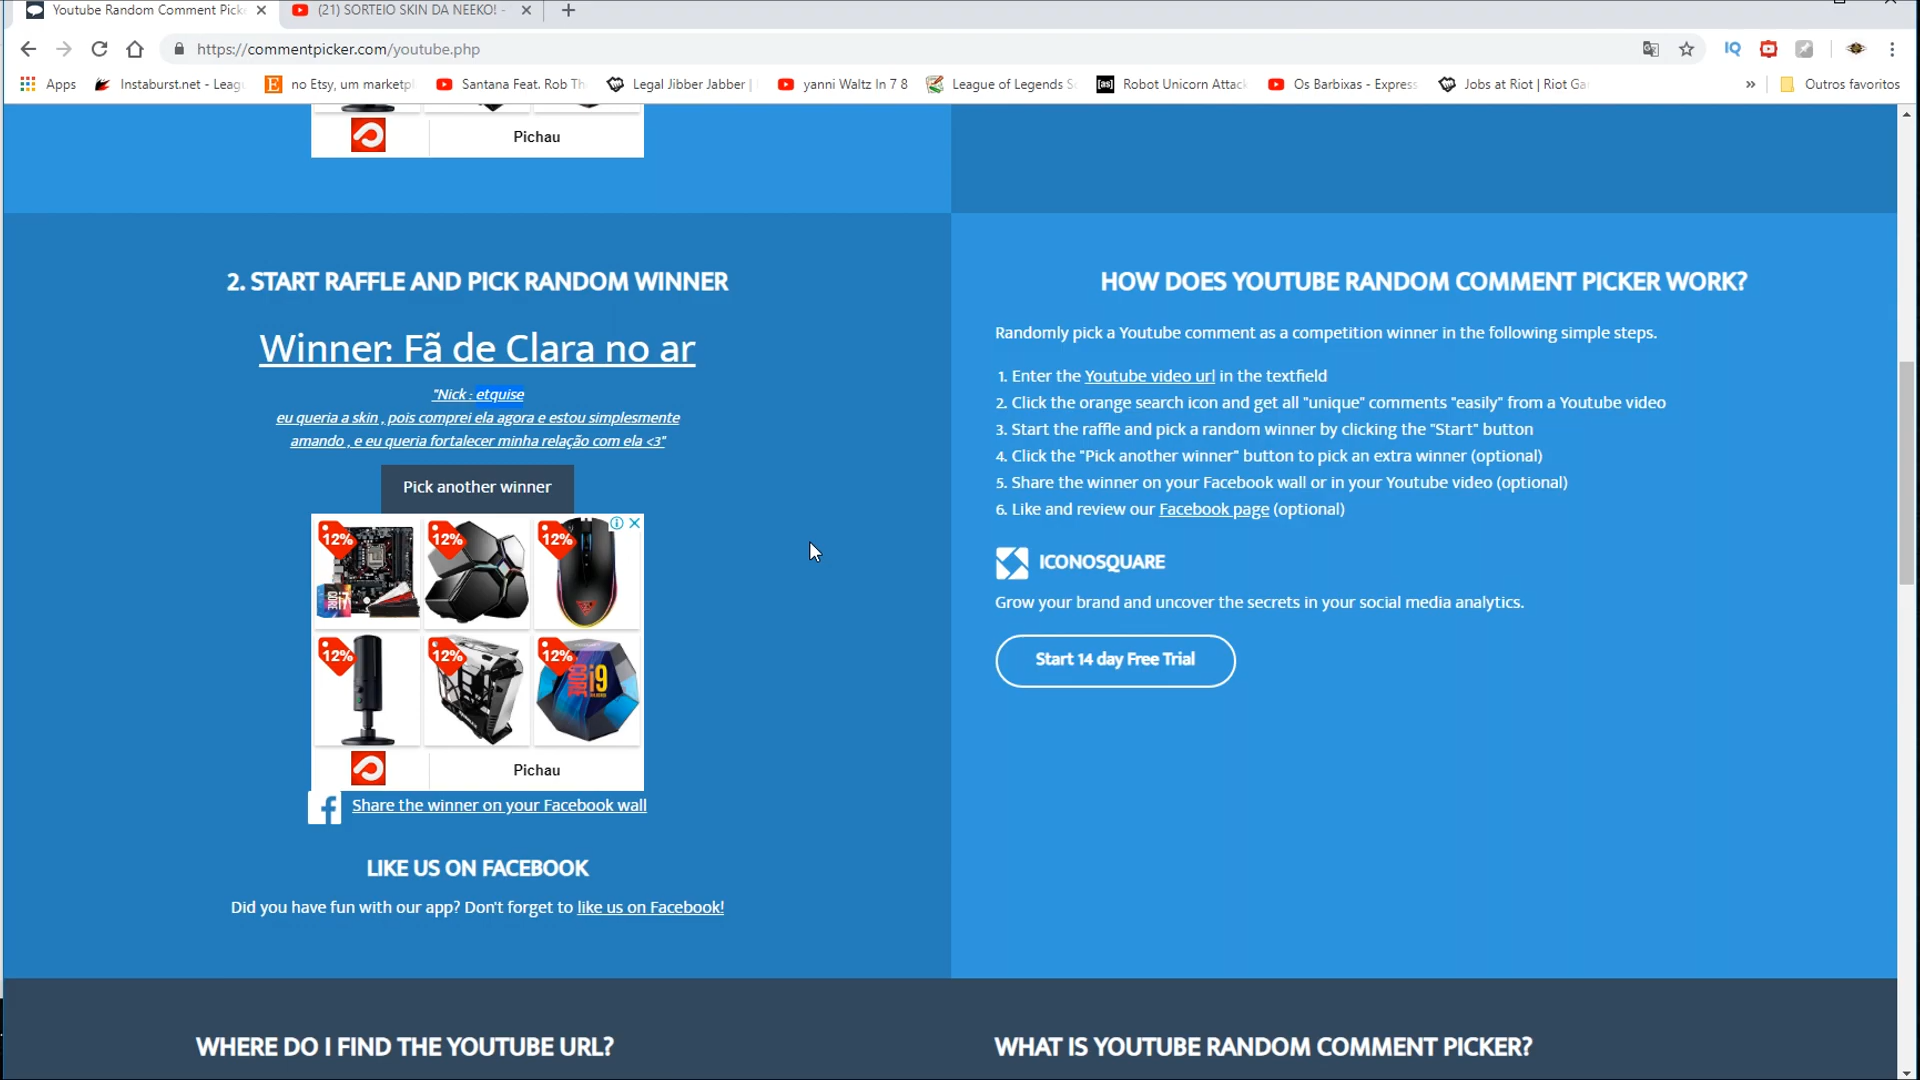 Youtube Random Comment Pick
(21) SORTEIO SKIN DA NEEKO! -
https://commentpicker.com/youtube.php
IQ
Apps
Instaburst.net - Leag
no Etsy, um marketpl
Santana Feat. Rob Th
Legal Jibber Jabber |
yanni Waltz In 7 8
League of Legends S
[as]
Robot Unicorn Attac
Os Barbixas - Express
Jobs at Riot | Riot Ga
»
Outros favoritos
Pichau
2. START RAFFLE AND PICK RANDOM WINNER
Winner: Fã de Clara no ar
"Nick : etquise
eu queria a skin , pois comprei ela agora e estou simplesmente
amando , e eu queria fortalecer minha relação com ela <3"
Pick another winner
12%
12%
12%
CORE i7
12%
12%
12%
CORE i9
Pichau
Share the winner on your Facebook wall
LIKE US ON FACEBOOK
Did you have fun with our app? Don't forget to like us on Facebook!
HOW DOES YOUTUBE RANDOM COMMENT PICKER WORK?
Randomly pick a Youtube comment as a competition winner in the following simple steps.
1. Enter the Youtube video url in the textfield
2. Click the orange search icon and get all "unique" comments "easily" from a Youtube video
3. Start the raffle and pick a random winner by clicking the "Start" button
4. Click the "Pick another winner" button to pick an extra winner (optional)
5. Share the winner on your Facebook wall or in your Youtube video (optional)
6. Like and review our Facebook page (optional)
ICONOSQUARE
Grow your brand and uncover the secrets in your social media analytics.
Start 14 day Free Trial
WHERE DO I FIND THE YOUTUBE URL?
WHAT IS YOUTUBE RANDOM COMMENT PICKER?